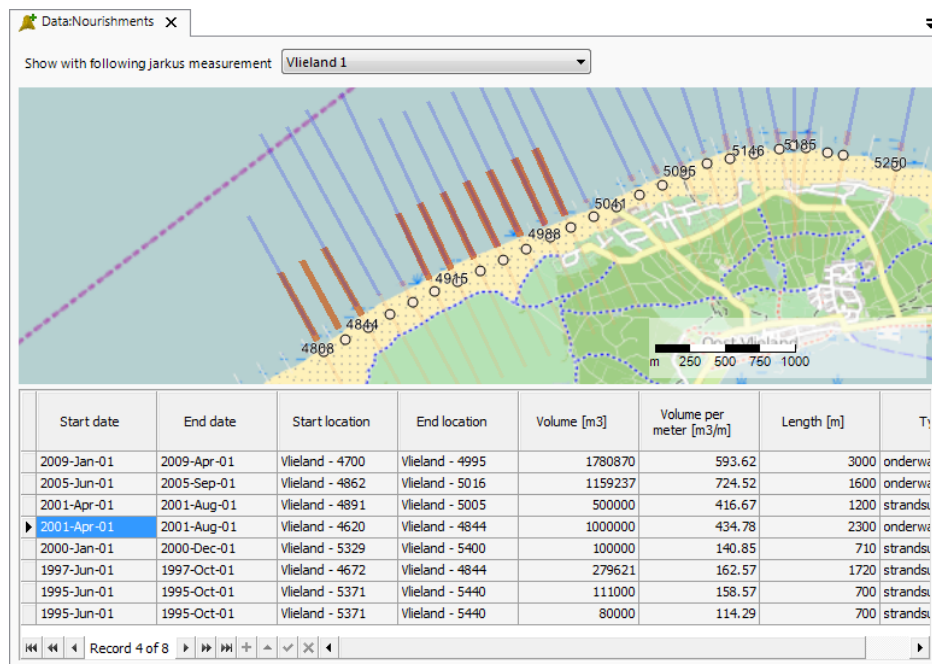 Data:Nourishments
Show with following jarkus measurement Vlieland 1
5146 5185
5250
5095
5041
4988
4915
4844
4808
Oost Vlieland
m 250 500 750 1000
Start date End date Start location End location Volume [m3] Volume per meter [m3/m] Length [m] Ty
2009-Jan-01 2009-Apr-01 Vlieland - 4700 Vlieland - 4995 1780870 593.62 3000 onderwa
2005-Jun-01 2005-Sep-01 Vlieland - 4862 Vlieland - 5016 1159237 724.52 1600 onderwa
2001-Apr-01 2001-Aug-01 Vlieland - 4891 Vlieland - 5005 500000 416.67 1200 strandsu
2001-Apr-01 2001-Aug-01 Vlieland - 4620 Vlieland - 4844 1000000 434.78 2300 onderwa
2000-Jan-01 2000-Dec-01 Vlieland - 5329 Vlieland - 5400 100000 140.85 710 strandsu
1997-Jun-01 1997-Oct-01 Vlieland - 4672 Vlieland - 4844 279621 162.57 1720 strandsu
1995-Jun-01 1995-Oct-01 Vlieland - 5371 Vlieland - 5440 111000 158.57 700 strandsu
1995-Jun-01 1995-Oct-01 Vlieland - 5371 Vlieland - 5440 80000 114.29 700 strandsu
Record 4 of 8